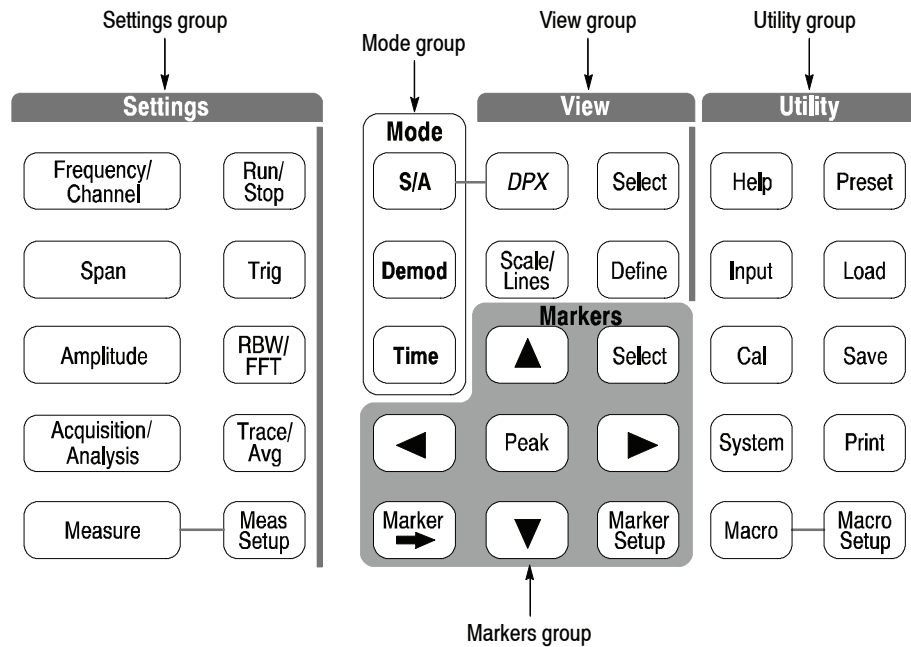 Settings group
Mode group
View group
Utility group
Settings
Mode
View
Utility
Frequency/
Channel
Run/
Stop
S/A
DPX
Select
Help
Preset
Span
Trig
Demod
Scale/
Lines
Define
Input
Load
Markers
Amplitude
RBW/
FFT
Time
Select
Cal
Save
Acquisition/
Analysis
Trace/
Avg
Peak
System
Print
Measure
Meas
Setup
Marker
Marker
Setup
Macro
Macro
Setup
Markers group